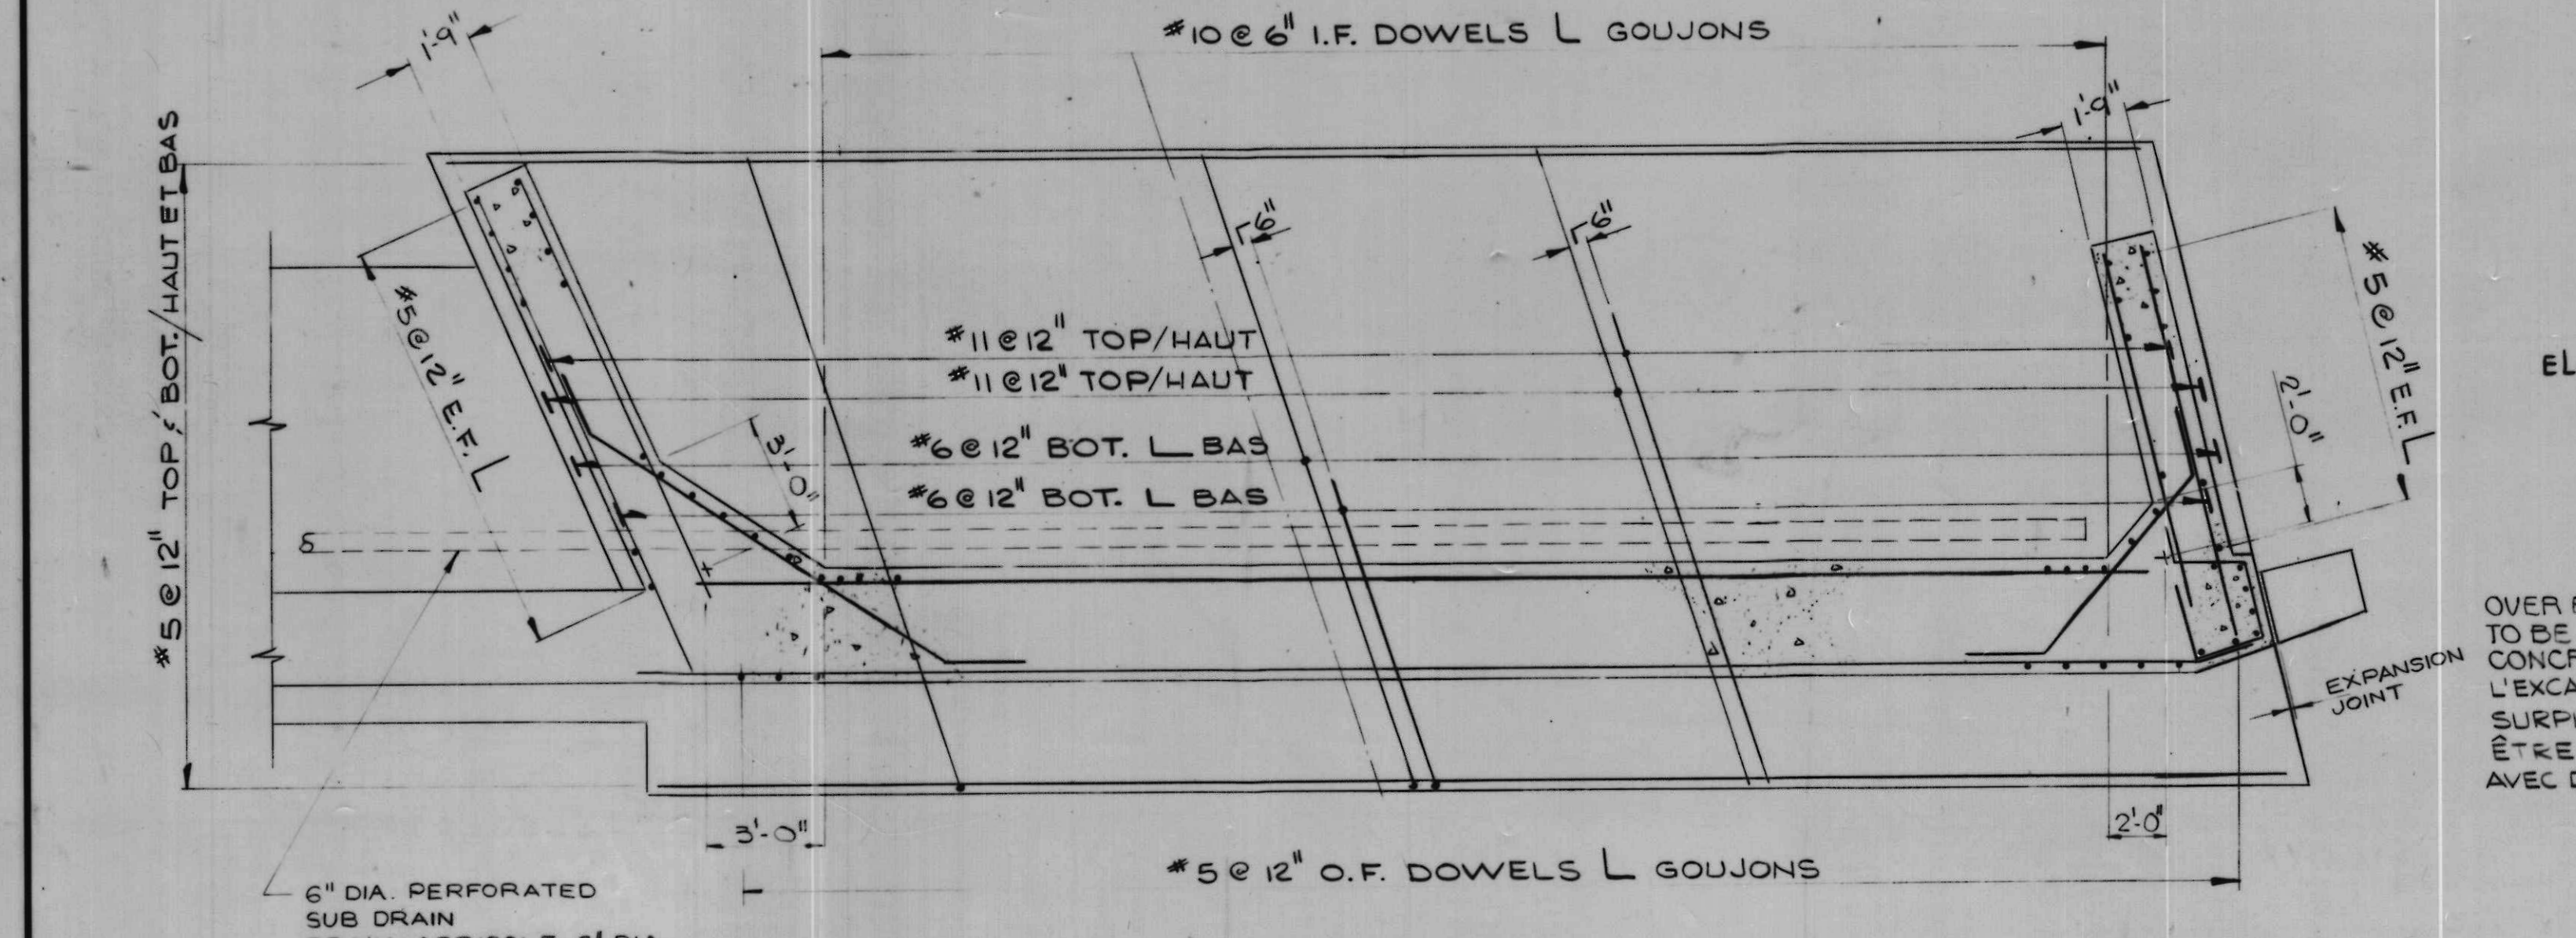 #10 @ 6" I.F. DOWELS L GOUJONS
1'-9"
1'-9"
#5 @ 12" TOP & BOT./HAUT ET BAS
6"
6"
#5 @ 12" E.F. L
#5 @ 12" E.F. L
#11 @ 12" TOP/HAUT
#11 @ 12" TOP/HAUT
#6 @ 12" BOT. L BAS
#6 @ 12" BOT. L BAS
3'-0"
2'-0"
EL
OVER
TO BE
L'EXCA
ÊTRE
AVEC
EXPANSION
JOINT
3'-0"
2'-0"
#5 @ 12" O.F. DOWELS L GOUJONS
6" DIA. PERFORATED
SUB DRAIN